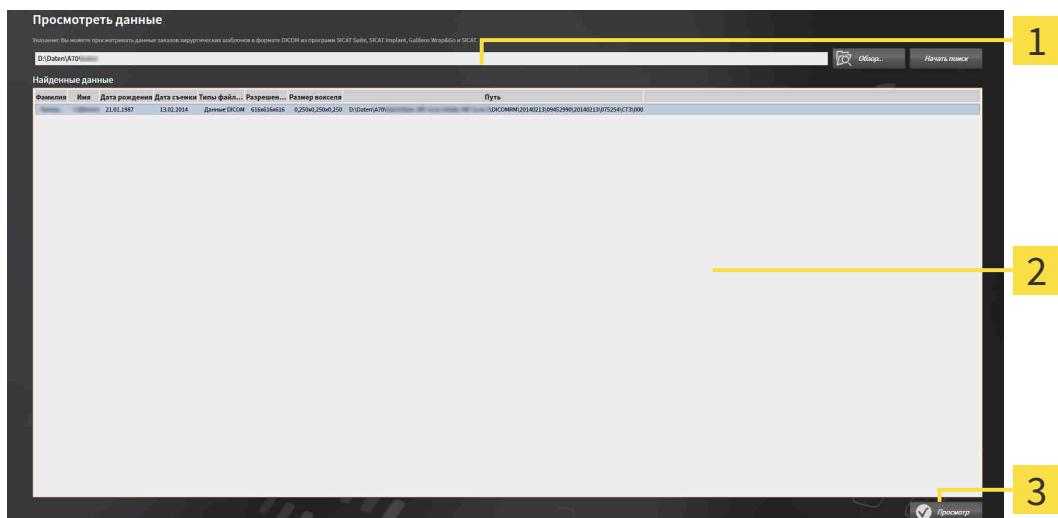 Просмотреть данные
1
Указание: Вы можете просматривать данные заказов хирургических шаблонов в формате DICOM из программ SICAT Suite, SICAT Implant, Galileos Wrap&Go и SICAT
D:\Daten\A70\
Обзор...
Начать поиск
Найденные данные
Фамилия Имя Дата рождения Дата съемки Типы файл... Разрешен... Размер вокселя Путь
21.01.1987 13.02.2014 Данные DICOM 616x616x616 0,250x0,250x0,250 D:\Daten\A70\ \DICOMRM\20140213\09452990\20140213\075254\CT3\000
2
3
Просмотр